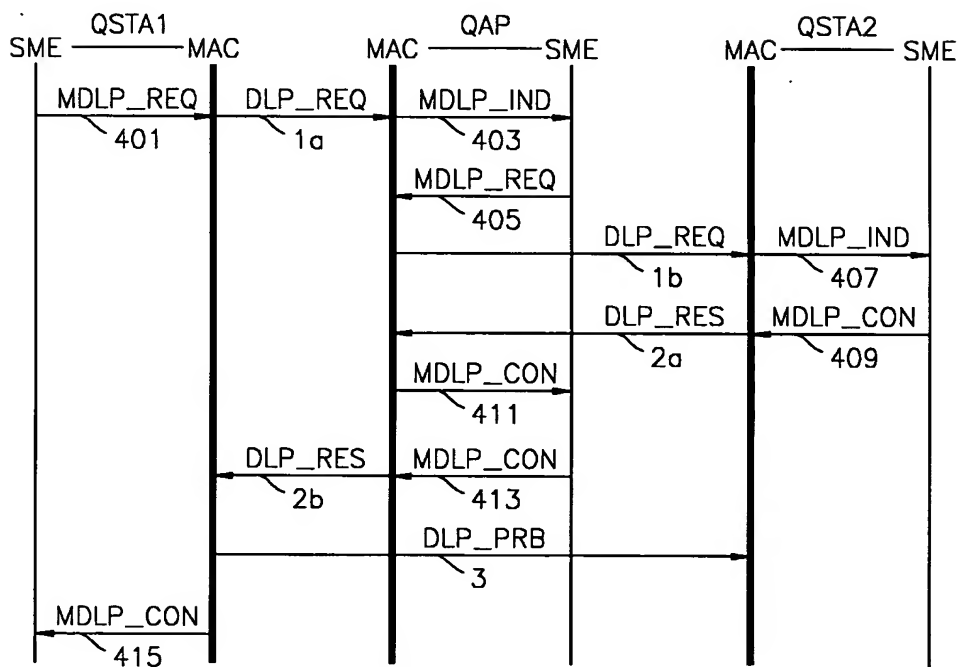 QSTA1 QAP QSTA2
SME MAC MAC SME MAC SME
MDLP_REQ DLP_REQ MDLP_IND
401 1a 403
MDLP_REQ
405
DLP_REQ MDLP_IND
1b 407
DLP_RES MDLP_CON
2a 409
MDLP_CON
411
DLP_RES MDLP_CON
2b 413
DLP_PRB
3
MDLP_CON
415